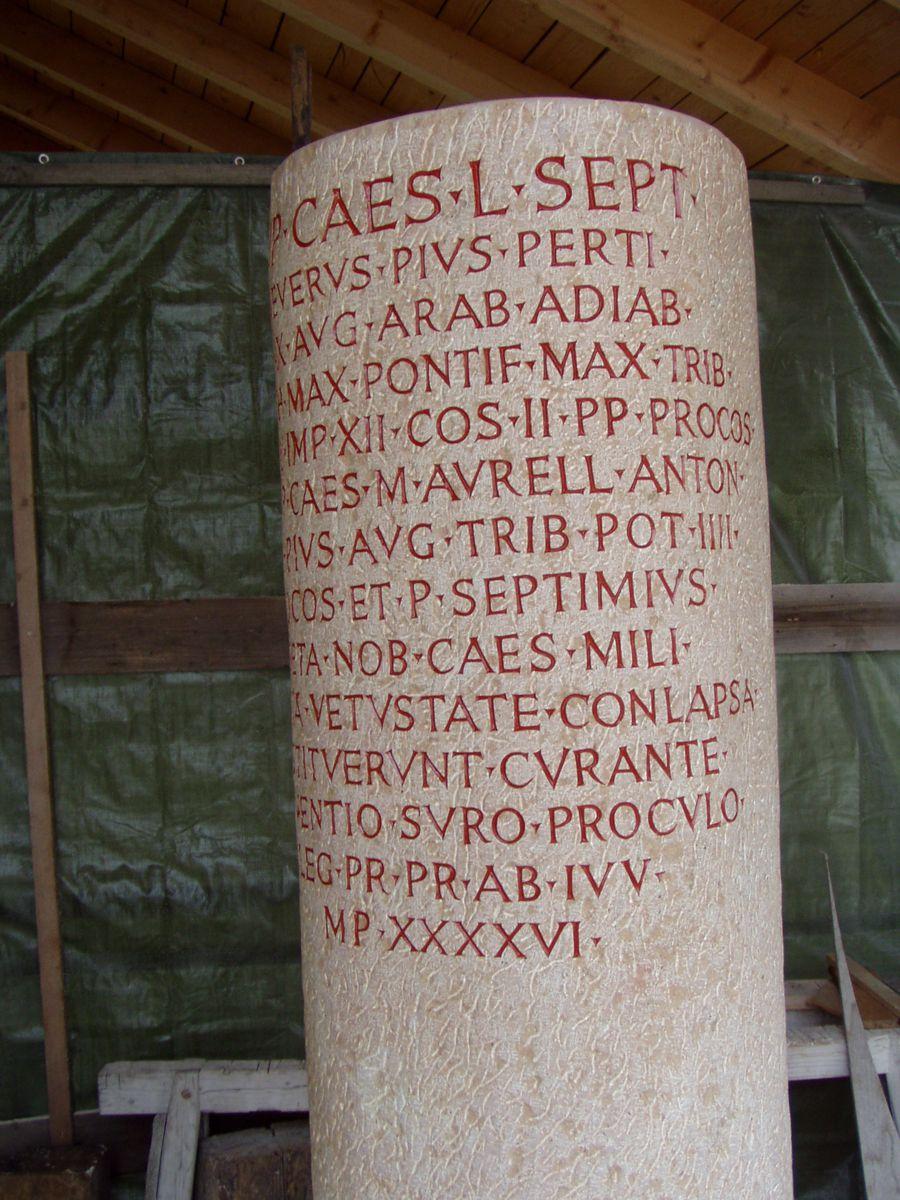 P·CAES·L·SEPT·
EVERVS·PIVS·PERTI·
X·AVG·ARAB·ADIAB·
MAX·PONTIF·MAX·TRIB·
IMP·XII·COS·II·PP·PROCOS·
P·CAES·M·AVRELL·ANTON·
PIVS·AVG·TRIB·POT·IIII·
COS·ET·P·SEPTIMIVS·
ETA·NOB·CAES·MILI·
A·VETVSTATE·CONLAPSA·
TITVERVNT·CVRANTE·
ENTIO·SVRO·PROCVLO·
LEG·PR·PR·AB·IVV·
MP·XXXXVI·